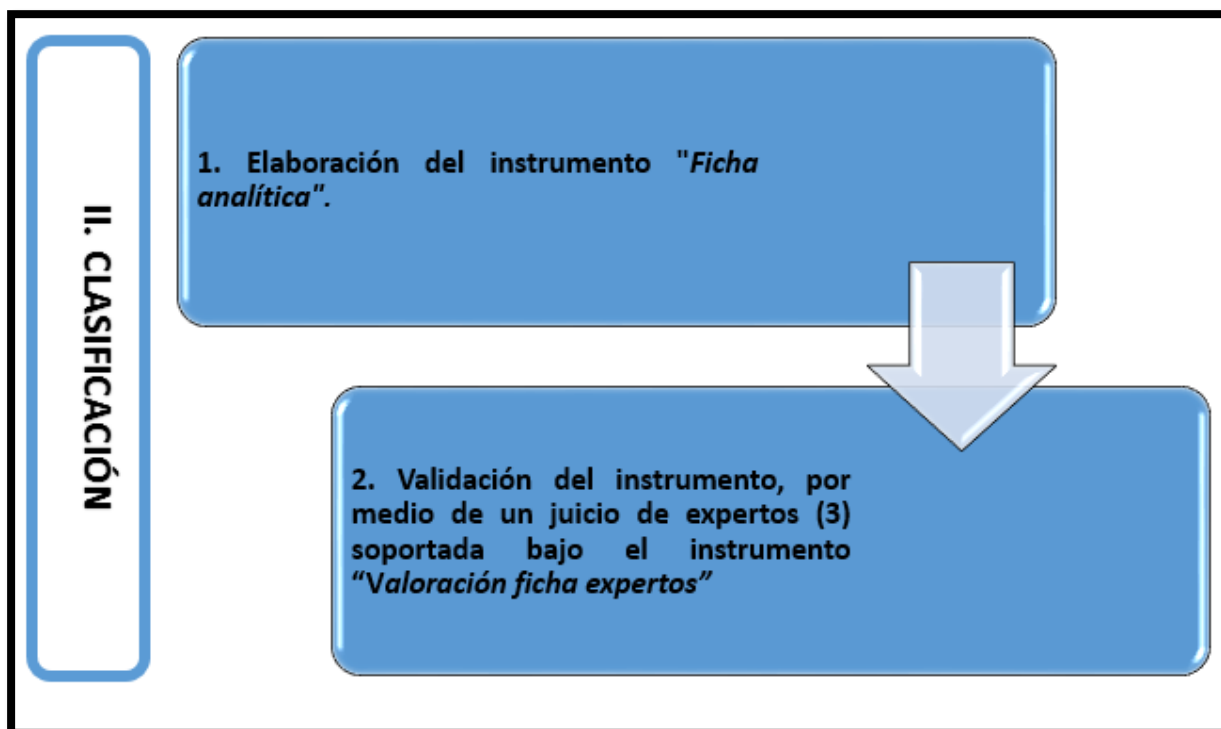 II. CLASIFICACIÓN
1. Elaboración del instrumento "Ficha
analítica".
2. Validación del instrumento, por
medio de un juicio de expertos (3)
soportada bajo el instrumento
“Valoración ficha expertos”